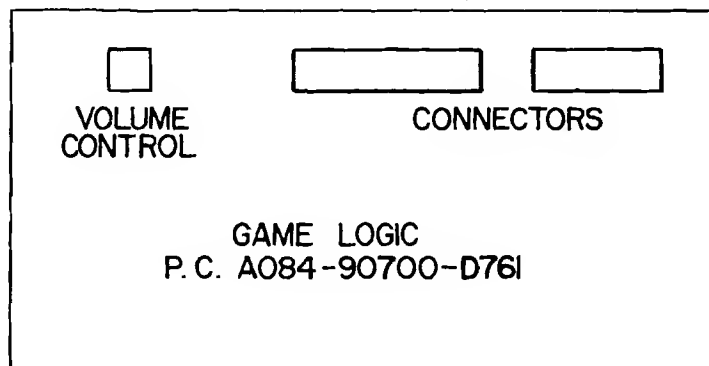 VOLUME
CONTROL
CONNECTORS
GAME LOGIC
P.C. A084-90700-D761